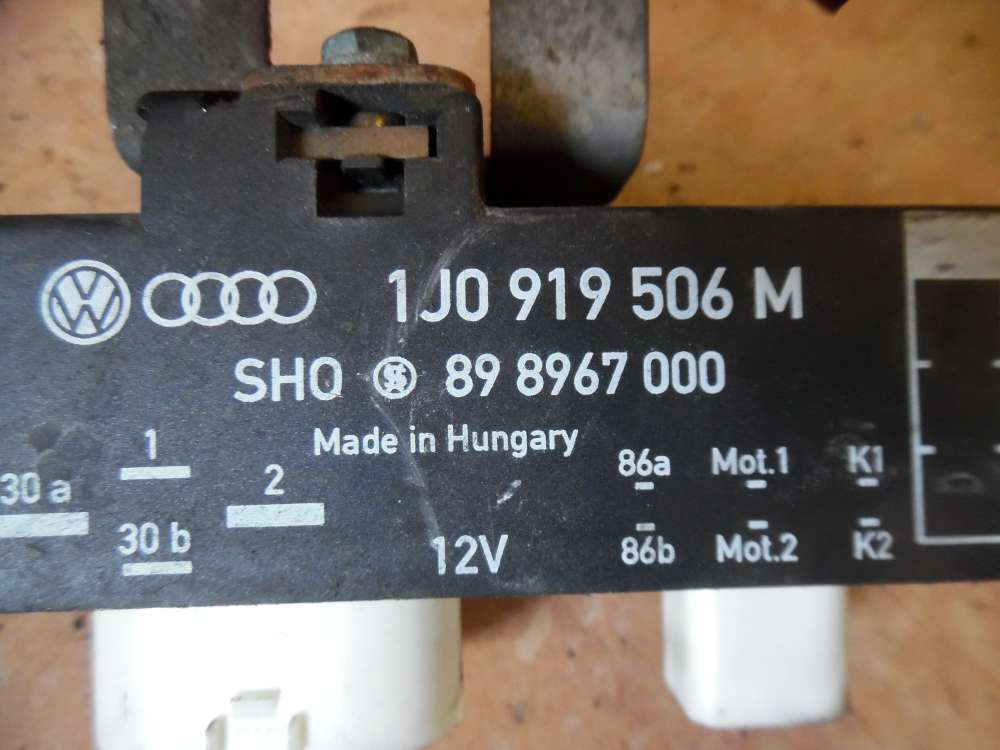 1J0 919 506 M
SHO 89 8967 000
Made in Hungary
30 a
1
30 b
2
12V
86a Mot.1 K1
86b Mot.2 K2